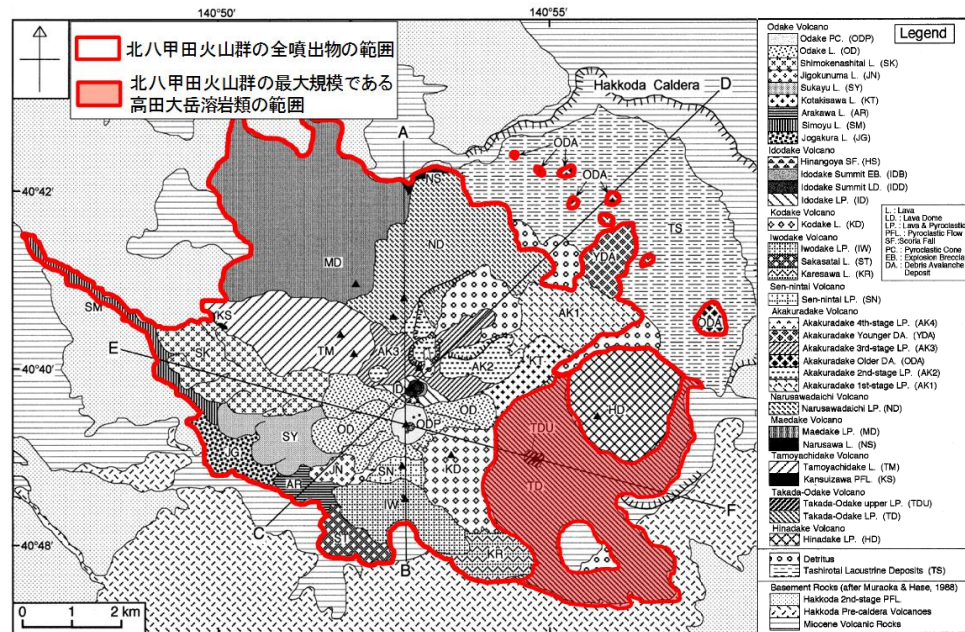 140°50'
140°55'
北八甲田火山群の全噴出物の範囲
北八甲田火山群の最大規模である
高田大岳溶岩類の範囲
Hakkoda Caldera
D
A
ODA
ODA
40°42'
NS
ND
TS
MD
YDA
SM
KS
ODA
AK1
E
TM
AK3
KT
SK
AK2
40°40'
ID
HD
OD
ODP
TDU
SY
OD
JG
JN
SN
KD
TD
AR
F
IW
C
40°48'
ST
KR
B
0 1 2 km
Legend
Odake Volcano
Odake PC. (ODP)
Odake L. (OD)
Shimokenashitai L. (SK)
Jigokunuma L. (JN)
Sukayu L. (SY)
Kotakisawa L. (KT)
Arakawa L. (AR)
Simoyu L. (SM)
Jogakura L. (JG)
Idodake Volcano
Hinangoya SF. (HS)
Idodake Summit EB. (IDB)
Idodake Summit LD. (IDD)
Idodake LP. (ID)
Kodake Volcano
Kodake L. (KD)
Iwodake Volcano
Iwodake LP. (IW)
Sakasatai L. (ST)
Karesawa L. (KR)
Sen-nintai Volcano
Sen-nintai LP. (SN)
Akakuradake Volcano
Akakuradake 4th-stage LP. (AK4)
Akakuradake Younger DA. (YDA)
Akakuradake 3rd-stage LP. (AK3)
Akakuradake Older DA. (ODA)
Akakuradake 2nd-stage LP. (AK2)
Akakuradake 1st-stage LP. (AK1)
Narusawadaichi Volcano
Narusawadaichi LP. (ND)
Maedake Volcano
Maedake LP. (MD)
Narusawa L. (NS)
Tamoyachidake Volcano
Tamoyachidake L. (TM)
Kansuizawa PFL. (KS)
Takada-Odake Volcano
Takada-Odake upper LP. (TDU)
Takada-Odake LP. (TD)
Hinadake Volcano
Hinadake LP. (HD)
L. : Lava
LD. : Lava Dome
LP. : Lava & Pyroclastic
PFL. : Pyroclastic Flow
SF. :Scoria Fall
PC. : Pyroclastic Cone
EB. : Explosion Breccia
DA. : Debris Avalanche
Deposit
Detritus
Tashirotai Lacustrine Deposits (TS)
Basement Rocks (after Muraoka & Hase, 1988)
Hakkoda 2nd-stage PFL.
Hakkoda Pre-caldera Volcanoes
Miocene Volcanic Rocks